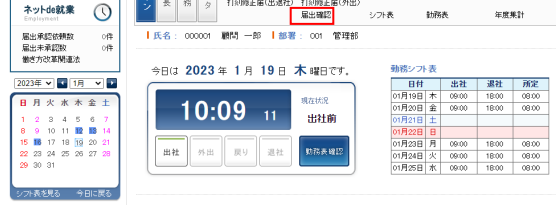 ネットde就業
Employment
届出承認依頼数 0件
届出未承認数 0件
働き方改革関連法
2023年 1月
日 月 火 水 木 金 土
1 2 3 4 5 6 7
8 9 10 11 12 13 14
15 16 17 18 19 20 21
22 23 24 25 26 27 28
29 30 31
シフト表を見る 今日に戻る
ン 長 務 タ
打刻修正届(出退社) 打刻修正届(外出)
届出確認 シフト表 勤務表 年度集計
氏名: 000001 顧問 一郎 部署: 001 管理部
今日は 2023 年 1 月 19 日 木 曜日です。
10:09 11
現在状況
出社前
出社 外出 戻り 退社 勤務表確認
勤務シフト表
日付 出社 退社 所定
01月19日 木 09:00 18:00 08:00
01月20日 金 09:00 18:00 08:00
01月21日 土
01月22日 日
01月23日 月 09:00 18:00 08:00
01月24日 火 09:00 18:00 08:00
01月25日 水 09:00 18:00 08:00